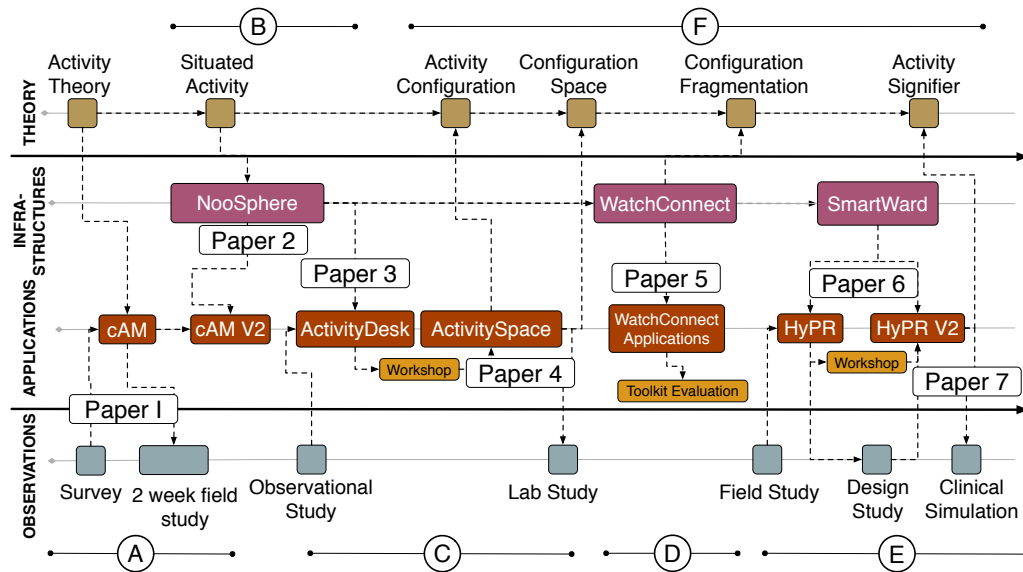 B
F
Activity
Theory
Situated
Activity
Activity
Configuration
Configuration
Space
Configuration
Fragmentation
Activity
Signifier
THEORY
INFRA-
STRUCTURES
NooSphere
WatchConnect
SmartWard
Paper 2
Paper 3
Paper 5
Paper 6
APPLICATIONS
cAM
cAM V2
ActivityDesk
ActivitySpace
WatchConnect
Applications
HyPR
HyPR V2
Workshop
Paper 4
Toolkit Evaluation
Workshop
Paper 7
Paper I
OBSERVATIONS
Survey
2 week field
study
Observational
Study
Lab Study
Field Study
Design
Study
Clinical
Simulation
A
C
D
E